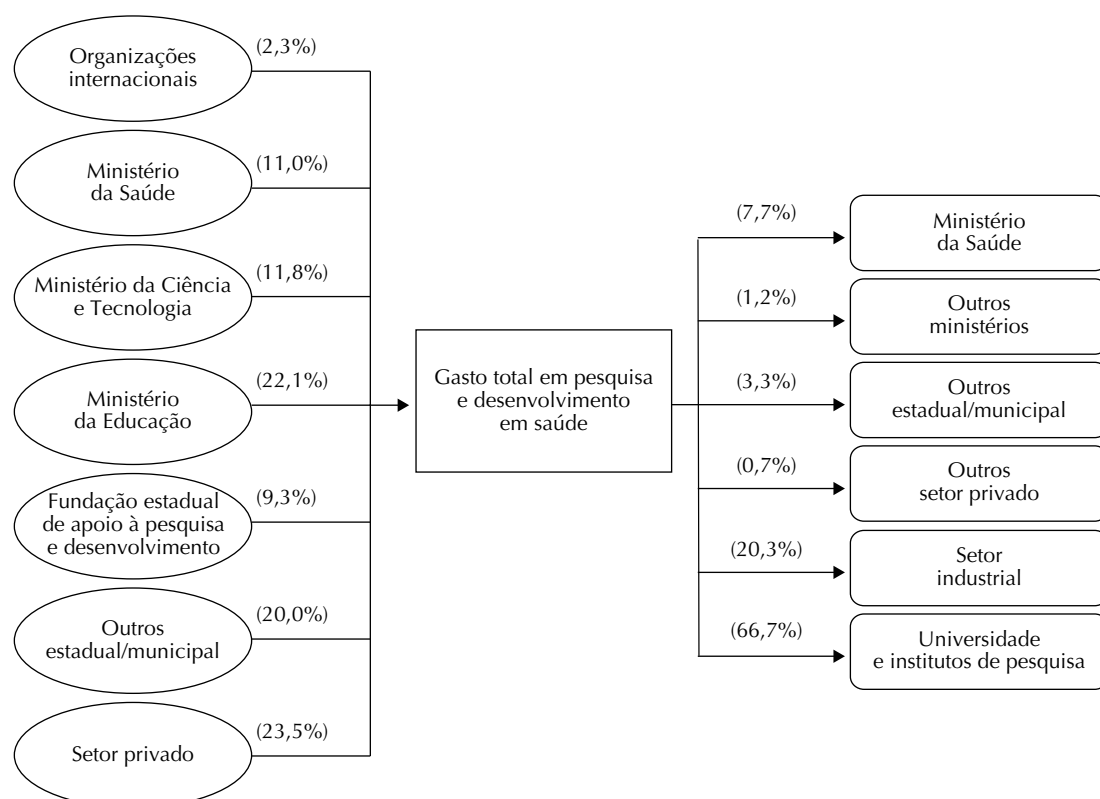 Organizações
internacionais
(2,3%)
Ministério
da Saúde
(11,0%)
Ministério da Ciência
e Tecnologia
(11,8%)
Ministério
da Educação
(22,1%)
Fundação estadual
de apoio à pesquisa
e desenvolvimento
(9,3%)
Outros
estadual/municipal
(20,0%)
Setor privado
(23,5%)
Gasto total em pesquisa
e desenvolvimento
em saúde
(7,7%)
Ministério
da Saúde
(1,2%)
Outros
ministérios
(3,3%)
Outros
estadual/municipal
(0,7%)
Outros
setor privado
(20,3%)
Setor
industrial
(66,7%)
Universidade
e institutos de pesquisa